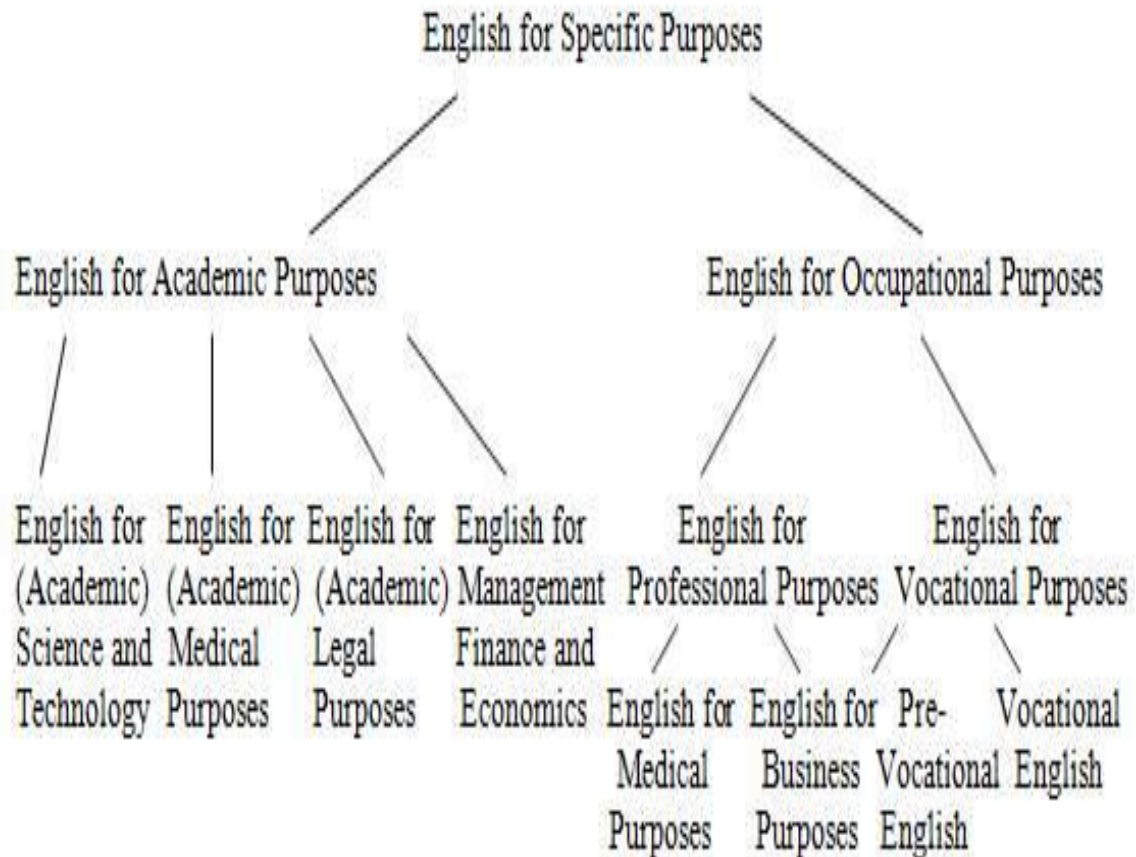 English for Specific Purposes
English for Academic Purposes
English for Occupational Purposes
English for
(Academic)
Science and
Technology
English for
(Academic)
Medical
Purposes
English for
(Academic)
Legal
Purposes
English for
Management
Finance and
Economics
English for
Professional Purposes
English for
Vocational Purposes
English for
Medical
Purposes
English for
Business
Purposes
Pre-
Vocational
English
Vocational
English